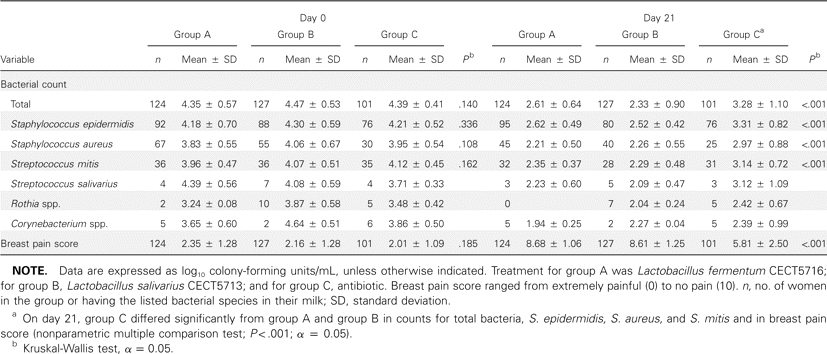 Day 0 Day 21
Group A Group B Group C Group A Group B Group Cᵃ
Variable n Mean ± SD n Mean ± SD n Mean ± SD Pᵇ n Mean ± SD n Mean ± SD n Mean ± SD Pᵇ
Bacterial count
Total 124 4.35 ± 0.57 127 4.47 ± 0.53 101 4.39 ± 0.41 .140 124 2.61 ± 0.64 127 2.33 ± 0.90 101 3.28 ± 1.10 <.001
Staphylococcus epidermidis 92 4.18 ± 0.70 88 4.30 ± 0.59 76 4.21 ± 0.52 .336 95 2.62 ± 0.49 80 2.52 ± 0.42 76 3.31 ± 0.82 <.001
Staphylococcus aureus 67 3.83 ± 0.55 55 4.06 ± 0.67 30 3.95 ± 0.54 .108 45 2.21 ± 0.50 40 2.26 ± 0.55 25 2.97 ± 0.88 <.001
Streptococcus mitis 36 3.96 ± 0.47 36 4.07 ± 0.51 35 4.12 ± 0.45 .162 32 2.35 ± 0.37 28 2.29 ± 0.48 31 3.14 ± 0.72 <.001
Streptococcus salivarius 4 4.39 ± 0.56 7 4.08 ± 0.59 4 3.71 ± 0.33 3 2.23 ± 0.60 5 2.09 ± 0.47 3 3.12 ± 1.09
Rothia spp. 2 3.24 ± 0.08 10 3.87 ± 0.58 5 3.48 ± 0.42 0 7 2.04 ± 0.24 5 2.42 ± 0.67
Corynebacterium spp. 5 3.65 ± 0.60 2 4.64 ± 0.51 6 3.86 ± 0.50 5 1.94 ± 0.25 2 2.27 ± 0.04 5 2.39 ± 0.99
Breast pain score 124 2.35 ± 1.28 127 2.16 ± 1.28 101 2.01 ± 1.09 .185 124 8.68 ± 1.06 127 8.61 ± 1.25 101 5.81 ± 2.50 <.001
NOTE. Data are expressed as log₁₀ colony-forming units/mL, unless otherwise indicated. Treatment for group A was Lactobacillus fermentum CECT5716;
for group B, Lactobacillus salivarius CECT5713; and for group C, antibiotic. Breast pain score ranged from extremely painful (0) to no pain (10). n, no. of women
in the group or having the listed bacterial species in their milk; SD, standard deviation.
ᵃ On day 21, group C differed significantly from group A and group B in counts for total bacteria, S. epidermidis, S. aureus, and S. mitis and in breast pain
score (nonparametric multiple comparison test; P<.001; α = 0.05).
ᵇ Kruskal-Wallis test, α=0.05.